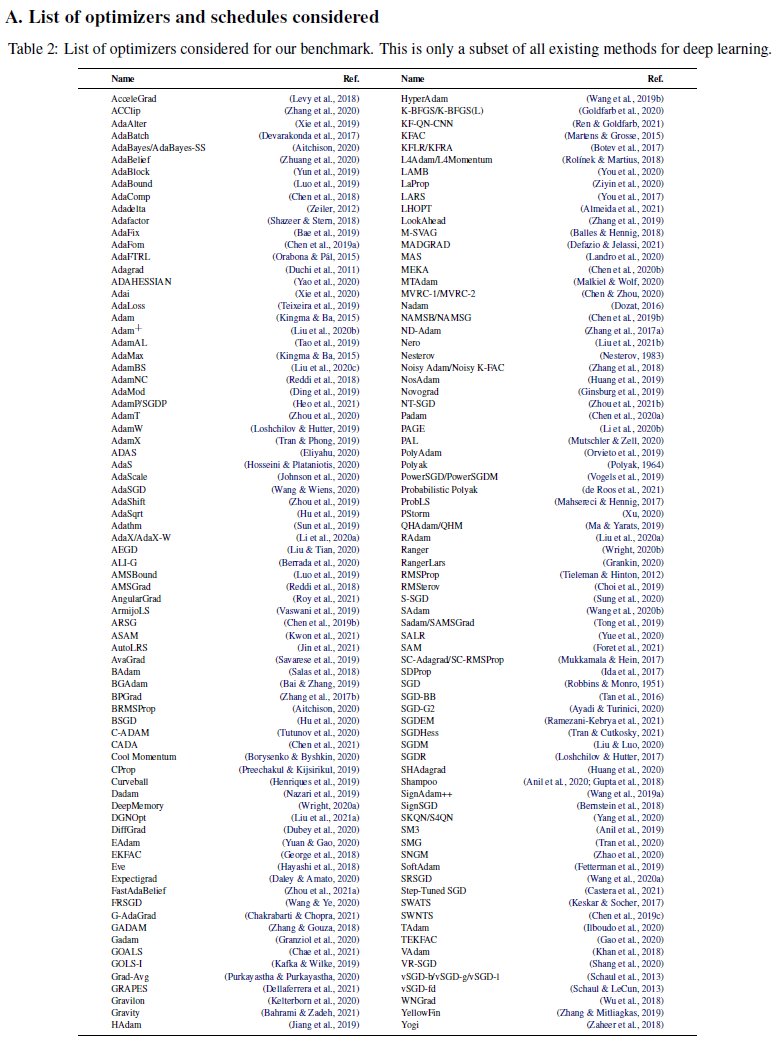 A. List of optimizers and schedules considered
Table 2: List of optimizers considered for our benchmark. This is only a subset of all existing methods for deep learning.
Name Ref. Name Ref.
AcceleGrad (Levy et al., 2018) HyperAdam (Wang et al., 2019b)
ACClip (Zhang et al., 2020) K-BFGS/K-BFGS(L) (Goldfarb et al., 2020)
AdaAlter (Xie et al., 2019) KF-QN-CNN (Ren & Goldfarb, 2021)
AdaBatch (Devarakonda et al., 2017) KFAC (Martens & Grosse, 2015)
AdaBayes/AdaBayes-SS (Aitchison, 2020) KFLR/KFRA (Botev et al., 2017)
AdaBelief (Zhuang et al., 2020) L4Adam/L4Momentum (Rolínek & Martius, 2018)
AdaBlock (Yun et al., 2019) LAMB (You et al., 2020)
AdaBound (Luo et al., 2019) LaProp (Ziyin et al., 2020)
AdaComp (Chen et al., 2018) LARS (You et al., 2017)
Adadelta (Zeiler, 2012) LHOPT (Almeida et al., 2021)
Adafactor (Shazeer & Stern, 2018) LookAhead (Zhang et al., 2019)
AdaFix (Bae et al., 2019) M-SVAG (Balles & Hennig, 2018)
AdaFom (Chen et al., 2019a) MADGRAD (Defazio & Jelassi, 2021)
AdaFTRL (Orabona & Pál, 2015) MAS (Landro et al., 2020)
Adagrad (Duchi et al., 2011) MEKA (Chen et al., 2020b)
ADAHESSIAN (Yao et al., 2020) MTAdam (Malkiel & Wolf, 2020)
Adai (Xie et al., 2020) MVRC-1/MVRC-2 (Chen & Zhou, 2020)
AdaLoss (Teixeira et al., 2019) Nadam (Dozat, 2016)
Adam (Kingma & Ba, 2015) NAMSB/NAMSG (Chen et al., 2019b)
Adam+ (Liu et al., 2020b) ND-Adam (Zhang et al., 2017a)
AdamAL (Tao et al., 2019) Nero (Liu et al., 2021b)
AdaMax (Kingma & Ba, 2015) Nesterov (Nesterov, 1983)
AdamBS (Liu et al., 2020c) Noisy Adam/Noisy K-FAC (Zhang et al., 2018)
AdamNC (Reddi et al., 2018) NosAdam (Huang et al., 2019)
AdaMod (Ding et al., 2019) Novograd (Ginsburg et al., 2019)
AdamP/SGDP (Heo et al., 2021) NT-SGD (Zhou et al., 2021b)
AdamT (Zhou et al., 2020) Padam (Chen et al., 2020a)
AdamW (Loshchilov & Hutter, 2019) PAGE (Li et al., 2020b)
AdamX (Tran & Phong, 2019) PAL (Mutschler & Zell, 2020)
ADAS (Eliyahu, 2020) PolyAdam (Orvieto et al., 2019)
AdaS (Hosseini & Plataniotis, 2020) Polyak (Polyak, 1964)
AdaScale (Johnson et al., 2020) PowerSGD/PowerSGDM (Vogels et al., 2019)
AdaSGD (Wang & Wiens, 2020) Probabilistic Polyak (de Roos et al., 2021)
AdaShift (Zhou et al., 2019) ProbLS (Mahsereci & Hennig, 2017)
AdaSqrt (Hu et al., 2019) PStorm (Xu, 2020)
Adathm (Sun et al., 2019) QHAdam/QHM (Ma & Yarats, 2019)
AdaX/AdaX-W (Li et al., 2020a) RAdam (Liu et al., 2020a)
AEGD (Liu & Tian, 2020) Ranger (Wright, 2020b)
ALI-G (Berrada et al., 2020) RangerLars (Grankin, 2020)
AMSBound (Luo et al., 2019) RMSProp (Tieleman & Hinton, 2012)
AMSGrad (Reddi et al., 2018) RMSterov (Choi et al., 2019)
AngularGrad (Roy et al., 2021) S-SGD (Sung et al., 2020)
ArmijoLS (Vaswani et al., 2019) SAdam (Wang et al., 2020b)
ARSG (Chen et al., 2019b) Sadam/SAMSGrad (Tong et al., 2019)
ASAM (Kwon et al., 2021) SALR (Yue et al., 2020)
AutoLRS (Jin et al., 2021) SAM (Foret et al., 2021)
AvaGrad (Savarese et al., 2019) SC-Adagrad/SC-RMSProp (Mukkamala & Hein, 2017)
BAdam (Salas et al., 2018) SDProp (Ida et al., 2017)
BGAdam (Bai & Zhang, 2019) SGD (Robbins & Monro, 1951)
BPGrad (Zhang et al., 2017b) SGD-BB (Tan et al., 2016)
BRMSProp (Aitchison, 2020) SGD-G2 (Ayadi & Turinici, 2020)
BSGD (Hu et al., 2020) SGDEM (Ramezani-Kebrya et al., 2021)
C-ADAM (Tutunov et al., 2020) SGDHess (Tran & Cutkosky, 2021)
CADA (Chen et al., 2021) SGDM (Liu & Luo, 2020)
Cool Momentum (Borysenko & Byshkin, 2020) SGDR (Loshchilov & Hutter, 2017)
CProp (Preechakul & Kijsirikul, 2019) SHAdagrad (Huang et al., 2020)
Curveball (Henriques et al., 2019) Shampoo (Anil et al., 2020; Gupta et al., 2018)
Dadam (Nazari et al., 2019) SignAdam++ (Wang et al., 2019a)
DeepMemory (Wright, 2020a) SignSGD (Bernstein et al., 2018)
DGNOpt (Liu et al., 2021a) SKQN/S4QN (Yang et al., 2020)
DiffGrad (Dubey et al., 2020) SM3 (Anil et al., 2019)
EAdam (Yuan & Gao, 2020) SMG (Tran et al., 2020)
EKFAC (George et al., 2018) SNGM (Zhao et al., 2020)
Eve (Hayashi et al., 2018) SoftAdam (Fetterman et al., 2019)
Expectigrad (Daley & Amato, 2020) SRSGD (Wang et al., 2020a)
FastAdaBelief (Zhou et al., 2021a) Step-Tuned SGD (Castera et al., 2021)
FRSGD (Wang & Ye, 2020) SWATS (Keskar & Socher, 2017)
G-AdaGrad (Chakrabarti & Chopra, 2021) SWNTS (Chen et al., 2019c)
GADAM (Zhang & Gouza, 2018) TAdam (Ilboudo et al., 2020)
Gadam (Granziol et al., 2020) TEKFAC (Gao et al., 2020)
GOALS (Chae et al., 2021) VAdam (Khan et al., 2018)
GOLS-I (Kafka & Wilke, 2019) VR-SGD (Shang et al., 2020)
Grad-Avg (Purkayastha & Purkayastha, 2020) vSGD-b/vSGD-g/vSGD-l (Schaul et al., 2013)
GRAPES (Dellaferrera et al., 2021) vSGD-fd (Schaul & LeCun, 2013)
Gravilon (Kelterborn et al., 2020) WNGrad (Wu et al., 2018)
Gravity (Bahrami & Zadeh, 2021) YellowFin (Zhang & Mitliagkas, 2019)
HAdam (Jiang et al., 2019) Yogi (Zaheer et al., 2018)